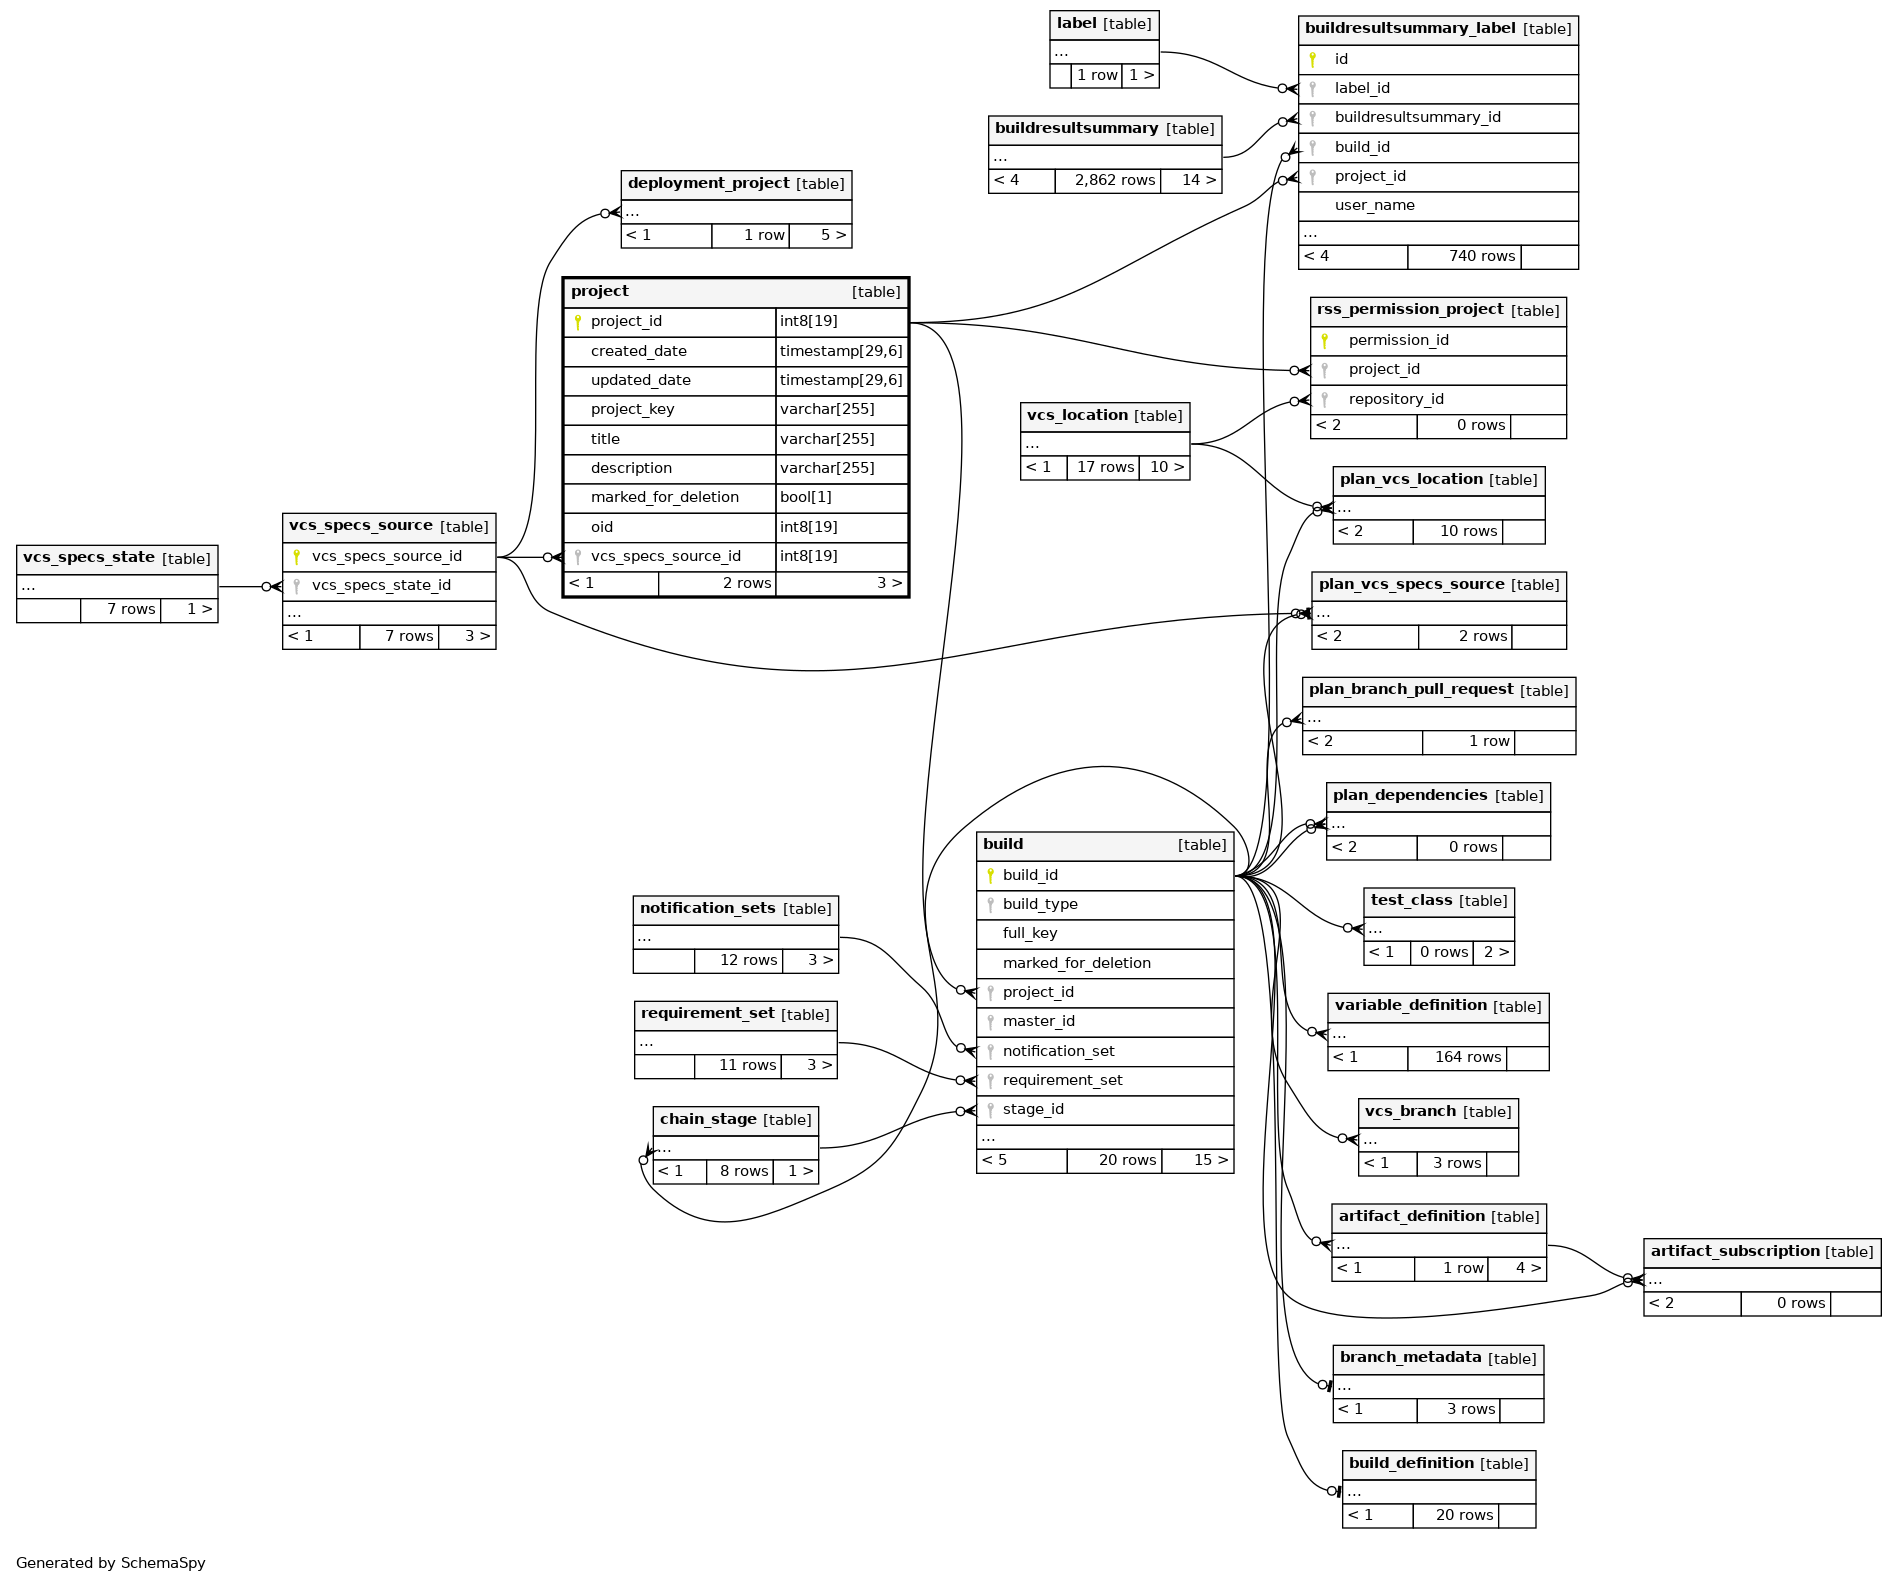 label [table]
...
1 row 1 >
buildresultsummary_label [table]
id
label_id
buildresultsummary_id
build_id
project_id
user_name
...
< 4 740 rows
buildresultsummary [table]
...
< 4 2,862 rows 14 >
deployment_project [table]
...
< 1 1 row 5 >
project [table]
project_id int8[19]
created_date timestamp[29,6]
updated_date timestamp[29,6]
project_key varchar[255]
title varchar[255]
description varchar[255]
marked_for_deletion bool[1]
oid int8[19]
vcs_specs_source_id int8[19]
< 1 2 rows 3 >
rss_permission_project [table]
permission_id
project_id
repository_id
< 2 0 rows
vcs_location [table]
...
< 1 17 rows 10 >
plan_vcs_location [table]
...
< 2 10 rows
vcs_specs_source [table]
vcs_specs_source_id
vcs_specs_state_id
...
< 1 7 rows 3 >
vcs_specs_state [table]
...
7 rows 1 >
plan_vcs_specs_source [table]
...
< 2 2 rows
plan_branch_pull_request [table]
...
< 2 1 row
plan_dependencies [table]
...
< 2 0 rows
build [table]
build_id
build_type
full_key
marked_for_deletion
project_id
master_id
notification_set
requirement_set
stage_id
...
< 5 20 rows 15 >
test_class [table]
...
< 1 0 rows 2 >
notification_sets [table]
...
12 rows 3 >
variable_definition [table]
...
< 1 164 rows
requirement_set [table]
...
11 rows 3 >
vcs_branch [table]
...
< 1 3 rows
chain_stage [table]
...
< 1 8 rows 1 >
artifact_definition [table]
...
< 1 1 row 4 >
artifact_subscription [table]
...
< 2 0 rows
branch_metadata [table]
...
< 1 3 rows
build_definition [table]
...
< 1 20 rows
Generated by SchemaSpy